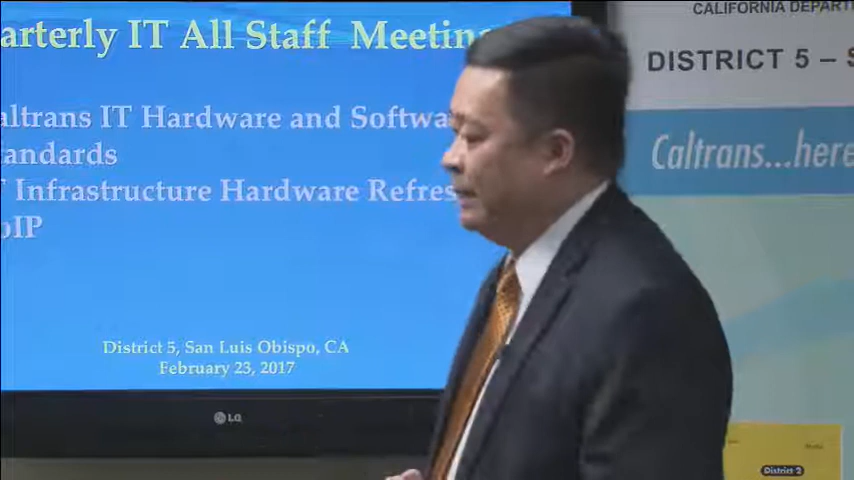 arterly IT All Staff Meeting
altrans IT Hardware and Softwa
tandards
T Infrastructure Hardware Refres
oIP
District 5, San Luis Obispo, CA
February 23, 2017
LG
CALIFORNIA DEPART
DISTRICT 5 – S
Caltrans...here
District 2